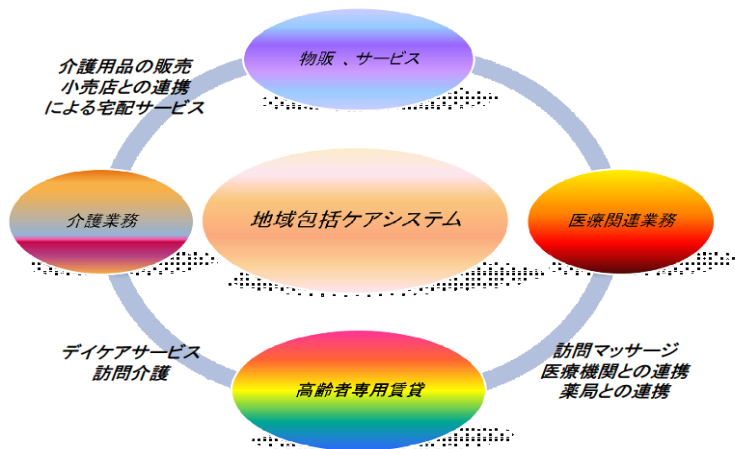 物販 、サービス
介護用品の販売
小売店との連携
による宅配サービス
介護業務
地域包括ケアシステム
医療関連業務
デイケアサービス
訪問介護
高齢者専用賃貸
訪問マッサージ
医療機関との連携
薬局との連携